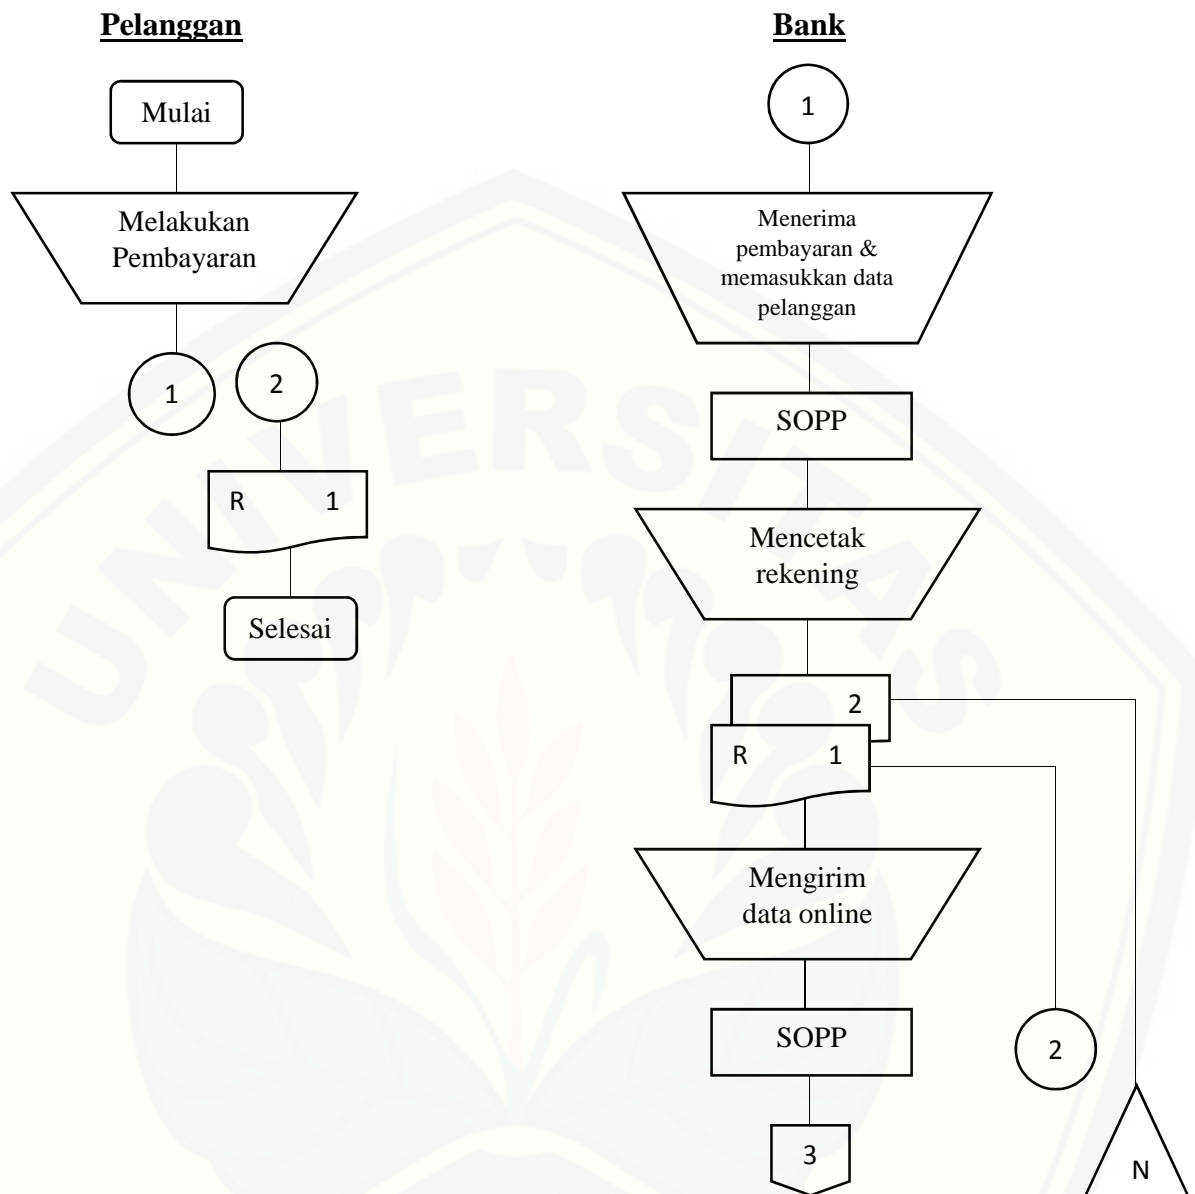 Pelanggan
Mulai
Melakukan
Pembayaran
1
2
R 1
Selesai
Bank
1
Menerima
pembayaran &
memasukkan data
pelanggan
SOPP
Mencetak
rekening
2
R 1
Mengirim
data online
SOPP
2
3
N
UNIVERSITAS